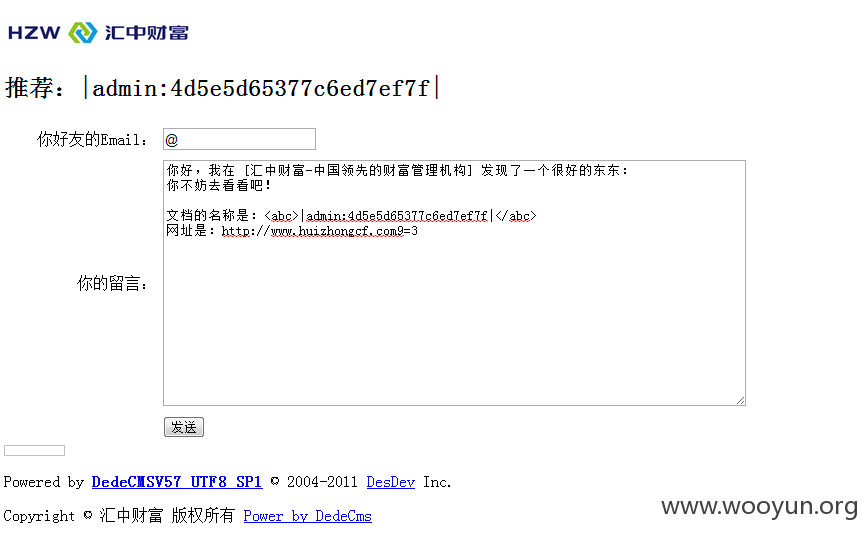 HZW 汇中财富
推荐：|admin:4d5e5d65377c6ed7ef7f|
你好友的Email： @
你好，我在 [汇中财富-中国领先的财富管理机构] 发现了一个很好的东东：
你不妨去看看吧！
文档的名称是：<abc>|admin:4d5e5d65377c6ed7ef7f|</abc>
网址是：http://www.huizhongcf.com9=3
你的留言：
发送
Powered by DedeCMSV57_UTF8_SP1 © 2004-2011 DesDev Inc.
Copyright © 汇中财富 版权所有 Power by DedeCms
www.wooyun.org